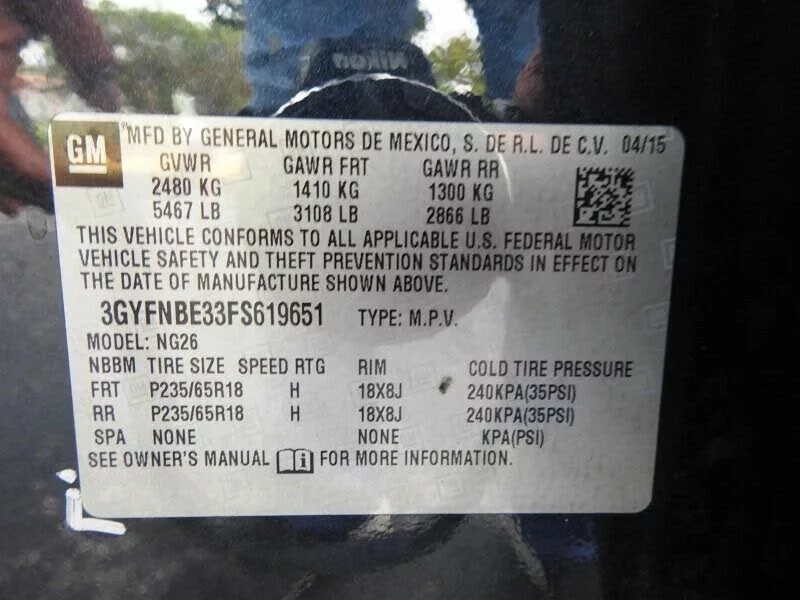 Nikon
GM
MFD BY GENERAL MOTORS DE MEXICO, S. DE R.L. DE C.V. 04/15
GVWR GAWR FRT GAWR RR
2480 KG 1410 KG 1300 KG
5467 LB 3108 LB 2866 LB
THIS VEHICLE CONFORMS TO ALL APPLICABLE U.S. FEDERAL MOTOR
VEHICLE SAFETY AND THEFT PREVENTION STANDARDS IN EFFECT ON
THE DATE OF MANUFACTURE SHOWN ABOVE.
3GYFNBE33FS619651 TYPE: M.P.V.
MODEL: NG26
NBBM TIRE SIZE SPEED RTG RIM COLD TIRE PRESSURE
FRT P235/65R18 H 18X8J 240KPA(35PSI)
RR P235/65R18 H 18X8J 240KPA(35PSI)
SPA NONE NONE KPA(PSI)
SEE OWNER'S MANUAL FOR MORE INFORMATION.